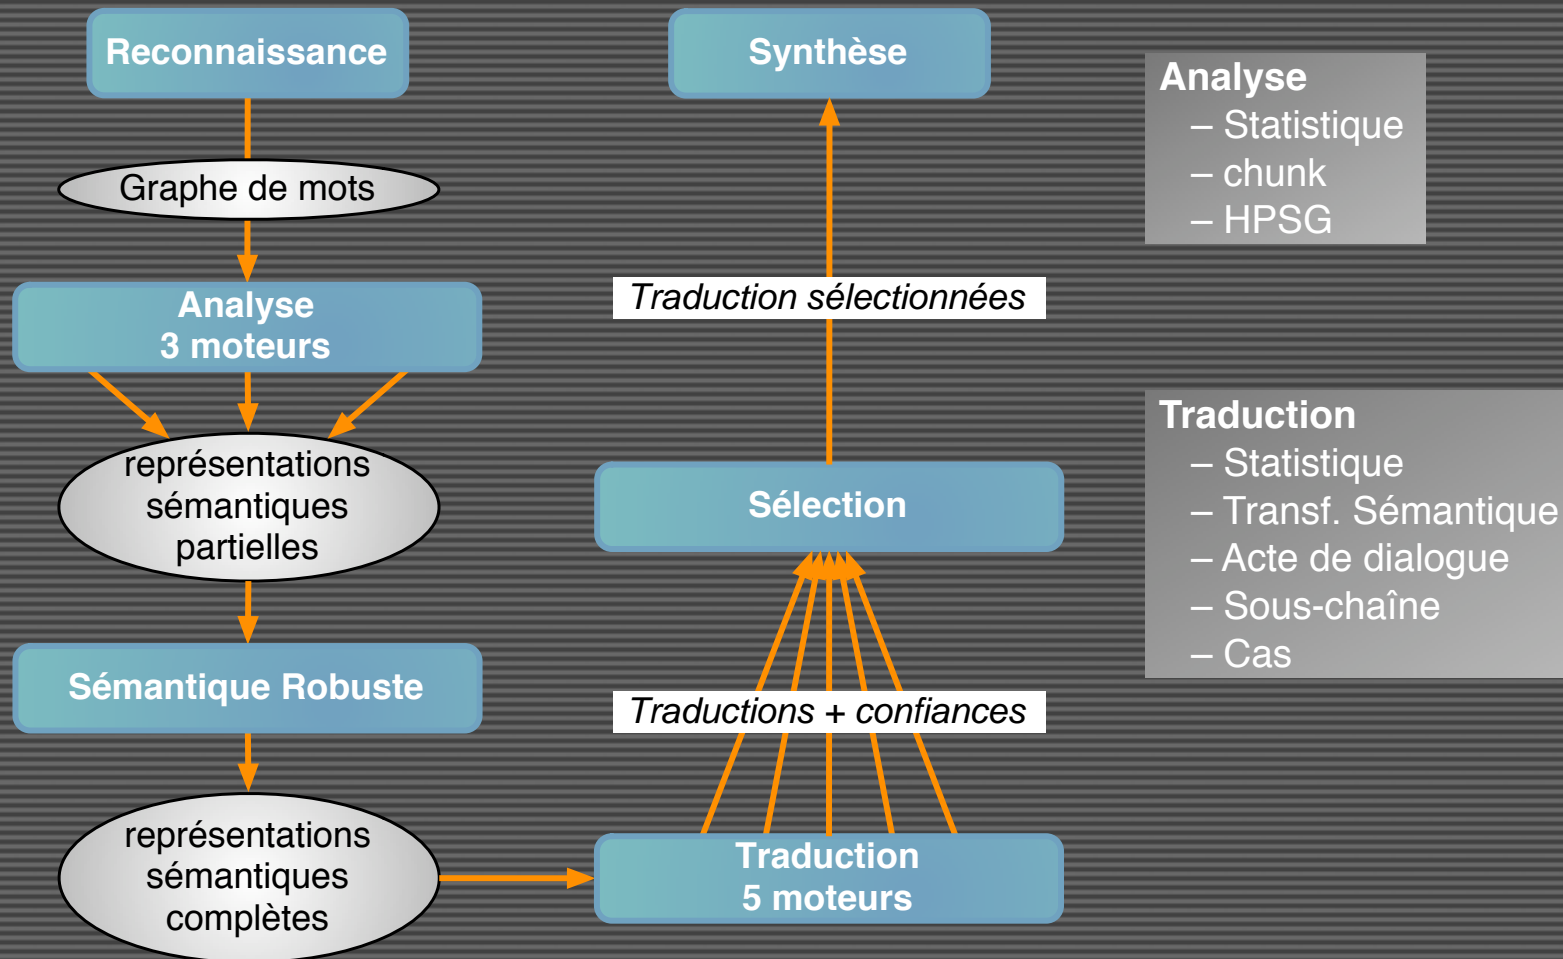 Reconnaissance
Graphe de mots
Analyse
3 moteurs
représentations
sémantiques
partielles
Sémantique Robuste
représentations
sémantiques
complètes
Synthèse
Traduction sélectionnées
Sélection
Traductions + confiances
Traduction
5 moteurs
Analyse
– Statistique
– chunk
– HPSG
Traduction
– Statistique
– Transf. Sémantique
– Acte de dialogue
– Sous-chaîne
– Cas